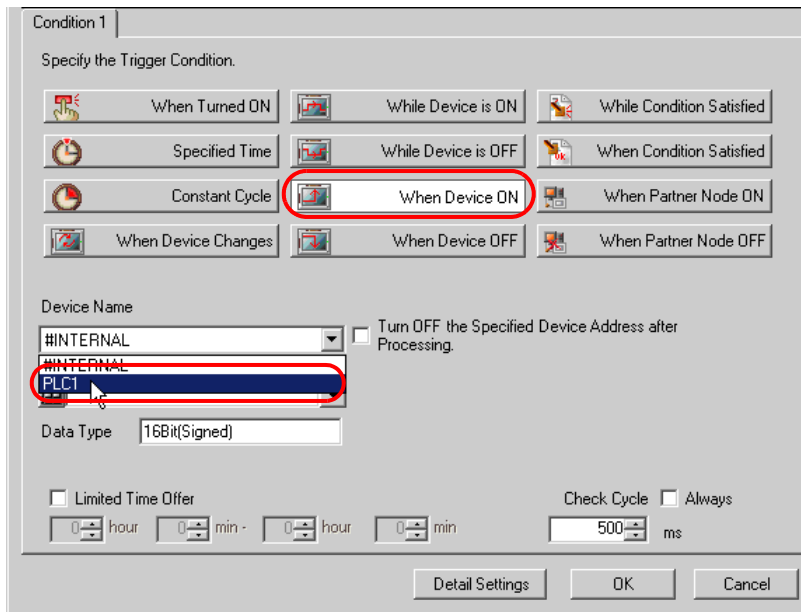 Condition 1
Specify the Trigger Condition.
When Turned ON
While Device is ON
While Condition Satisfied
Specified Time
While Device is OFF
When Condition Satisfied
Constant Cycle
When Device ON
When Partner Node ON
When Device Changes
When Device OFF
When Partner Node OFF
Device Name
#INTERNAL
Turn OFF the Specified Device Address after
Processing.
#INTERNAL
PLC1
Data Type 16Bit(Signed)
Limited Time Offer
Check Cycle Always
0 hour 0 min - 0 hour 0 min
500 ms
Detail Settings OK Cancel